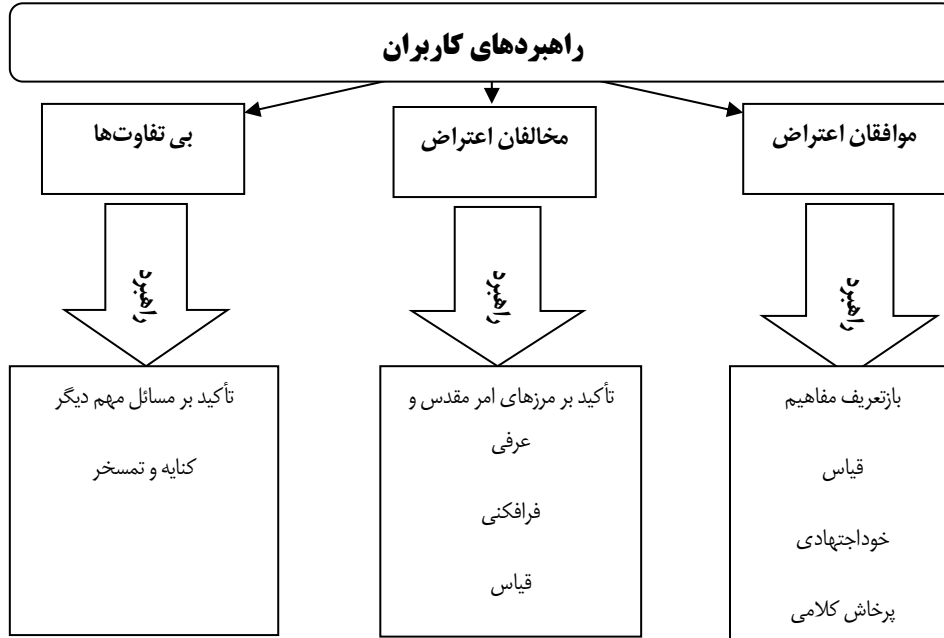 راهبردهای کاربران
موافقان اعتراض
مخالفان اعتراض
بی تفاوت‌ها
راهبرد
راهبرد
راهبرد
بازتعریف مفاهیم
قیاس
خوداجتهادی
پرخاش کلامی
تأکید بر مرزهای امر مقدس و
عرفی
فرافکنی
قیاس
تأکید بر مسائل مهم دیگر
کنایه و تمسخر